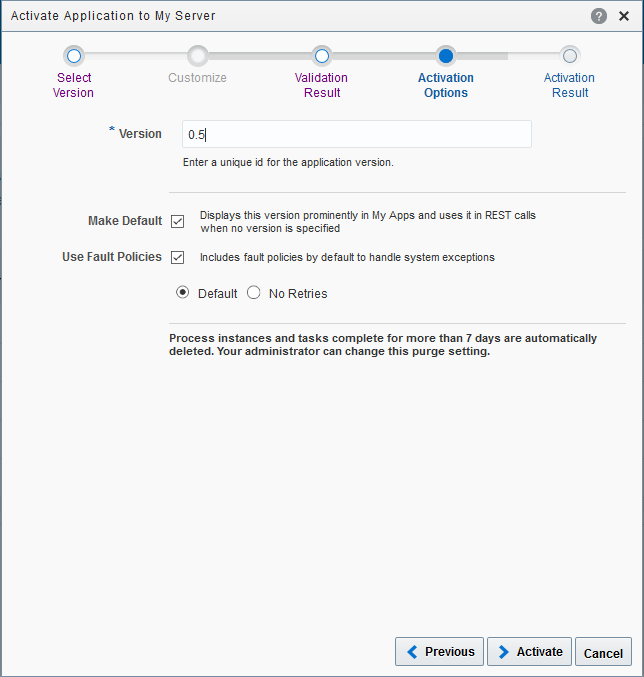 Activate Application to My Server
?
Select
Version
Customize
Validation
Result
Activation
Options
Activation
Result
* Version
0.5
Enter a unique id for the application version.
Make Default
Displays this version prominently in My Apps and uses it in REST calls
when no version is specified
Use Fault Policies
Includes fault policies by default to handle system exceptions
Default No Retries
Process instances and tasks complete for more than 7 days are automatically
deleted. Your administrator can change this purge setting.
Previous Activate Cancel